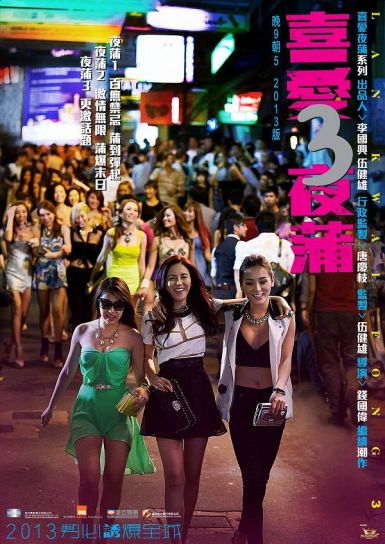 LAN KWAI FONG 3
喜愛夜蒲系列 出品人>李國興 伍健雄 行政監製>唐慶枝 監製>伍健雄 導演>錢國偉 繼續潮作
喜愛3夜蒲
晚9朝5 2013版
夜蒲1 百無禁忌 蒲到彈起
夜蒲2 激情無限 蒲爆末日
夜蒲3 更激話題
2013 男心誘爆全城